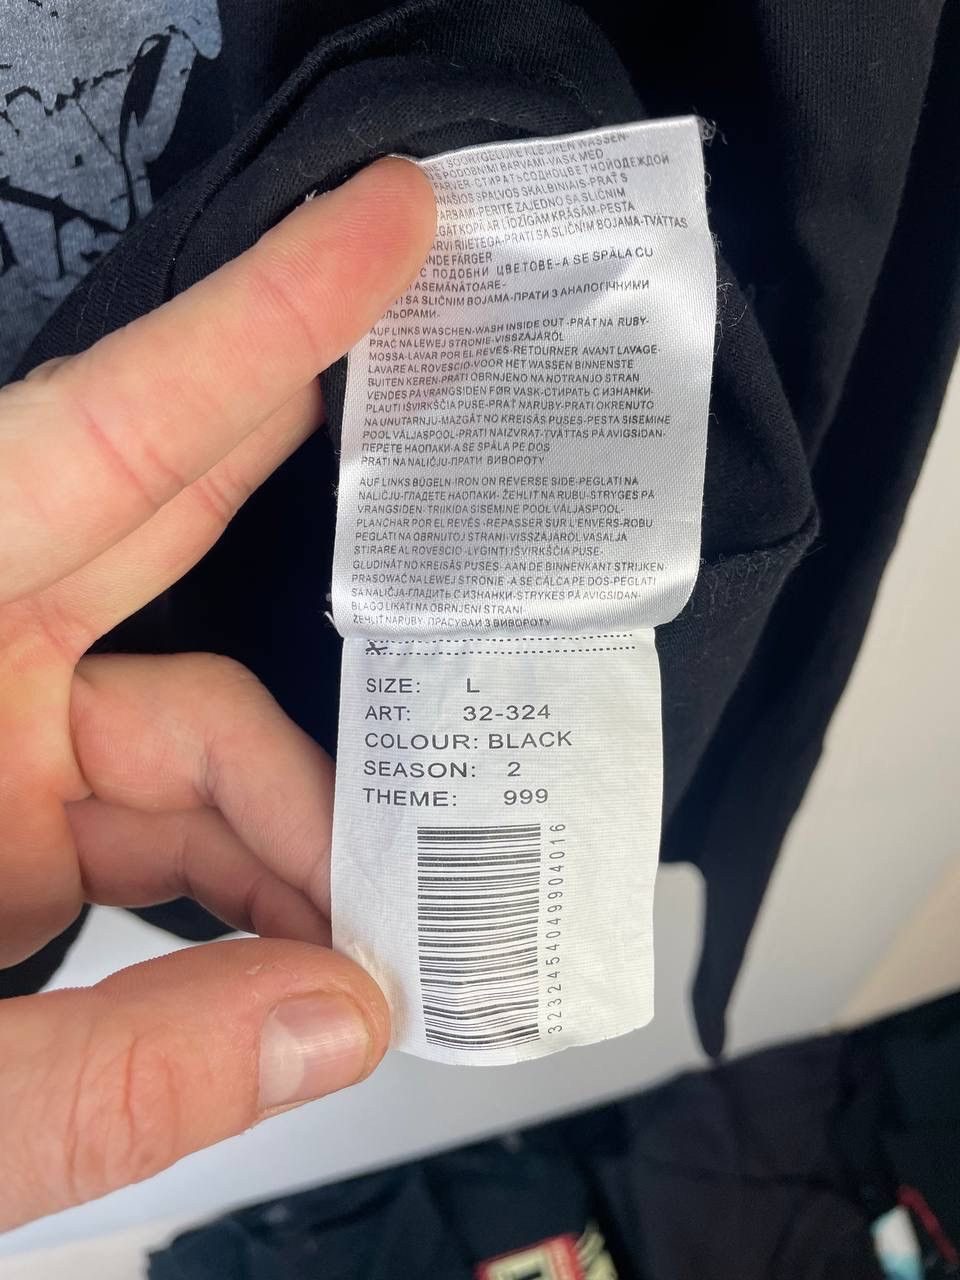 SOORTGELIJKE KLEUREN WASSEN-
S PODOBNIMI BARVAMI-VASK MED
FARVER-СТИРАТЬ С ОДНОЦВЕТНОЙ ОДЕЖДОЙ
SPALVOS SKALBINIAIS-PRAŤ S
FARBAMI-PERITE ZAJEDNO SA SLIČNIM
KOPĀ AR LĪDZĪGĀM KRĀSĀM-PESTA
RIIETEGA-PRATI SA SLIČNIM BOJAMA-TVÄTTAS
ANDE FÄRGER
С ПОДОБНИ ЦВЕТОВЕ-A SE SPĂLA CU
ASEMĂNĂTOARE-
SA SLIČNIM BOJAMA-ПРАТИ З АНАЛОГІЧНИМИ
КОЛЬОРАМИ-
AUF LINKS WASCHEN-WASH INSIDE OUT-PRÁT NA RUBY-
PRAĆ NA LEWEJ STRONIE-VISSZÁJÁRÓL
MOSSA-LAVAR POR EL REVÉS-RETOURNER AVANT LAVAGE-
LAVARE AL ROVESCIO-VOOR HET WASSEN BINNENSTE
BUITEN KEREN-PRATI OBRNJENO NA NOTRANJO STRAN
VENDES PÅ VRANGSIDEN FØR VASK-СТИРАТЬ С ИЗНАНКИ-
PLAUTI IŠVIRKŠČIA PUSE-PRAŤ NARUBY-PRATI OKRENUTO
NA UNUTARNJU-MAZGĀT NO KREISĀS PUSES-PESTA SISEMINE
POOL VÄLJASPOOL-PRATI NAIZVRAT-TVÄTTAS PÅ AVIGSIDAN-
ПЕРЕТЕ НАОПАКИ-A SE SPĂLA PE DOS
PRATI NA NALIČJU-ПРАТИ ВИВОРОТУ
AUF LINKS BÜGELN-IRON ON REVERSE SIDE-PEGLATI NA
NALIČJU-ГЛАДЕТЕ НАОПАКИ-ŽEHLIT NA RUBU-STRYGES PÅ
VRANGSIDEN-TRIIKIDA SISEMINE POOL VÄLJASPOOL-
PLANCHAR POR EL REVÉS-REPASSER SUR L'ENVERS-ROBU
PEGLATI NA OBRNUTOJ STRANI-VISSZÁJÁRÓL VASALJA
STIRARE AL ROVESCIO-LYGINTI IŠVIRKŠČIA PUSE-
GLUDINĀT NO KREISĀS PUSES-AAN DE BINNENKANT STRIJKEN-
PRASOWAĆ NA LEWEJ STRONIE-A SE CĂLCA PE DOS-PEGLATI
SA NALIČJA-ГЛАДИТЬ С ИЗНАНКИ-STRYKES PÅ AVIGSIDAN-
BLAGO LIKATI NA OBRNJENI STRANI-
ŽEHLIT NARUBY-ПРАСУВАИ З ВИВОРОТУ
SIZE: L
ART: 32-324
COLOUR: BLACK
SEASON: 2
THEME: 999
3232454049904016